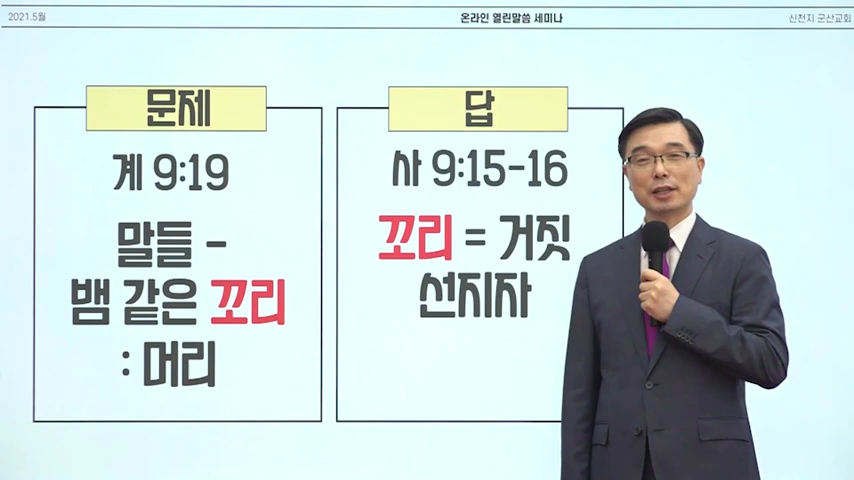 2021.5월
온라인 열린말씀 세미나
신천지 군산교회
문제
계 9:19
말들 -
뱀 같은 꼬리
: 머리
답
사 9:15-16
꼬리 = 거짓
선지자